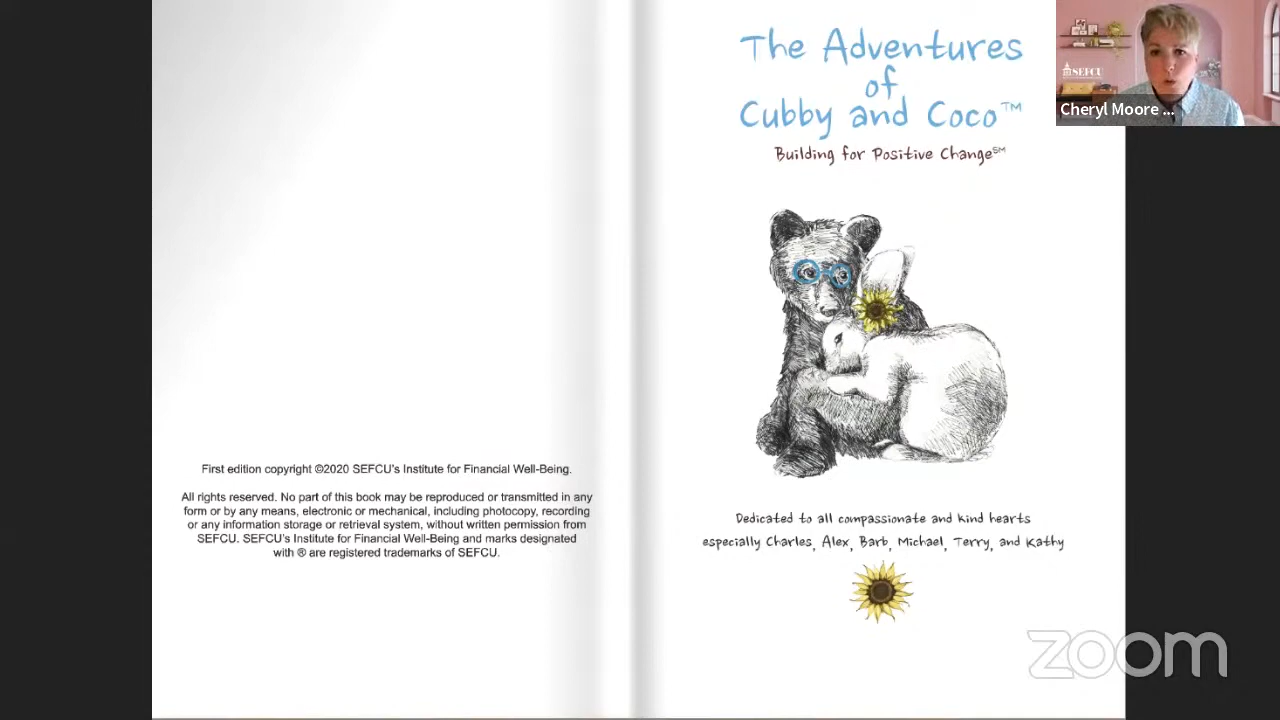 First edition copyright ©2020 SEFCU's Institute for Financial Well-Being.
All rights reserved. No part of this book may be reproduced or transmitted in any
form or by any means, electronic or mechanical, including photocopy, recording
or any information storage or retrieval system, without written permission from
SEFCU. SEFCU's Institute for Financial Well-Being and marks designated
with ® are registered trademarks of SEFCU.
The Adventures
of
Cubby and Coco™
Building for Positive Change℠
Dedicated to all compassionate and kind hearts
especially Charles, Alex, Barb, Michael, Terry, and Kathy
SEFCU
Cheryl Moore ...
zoom